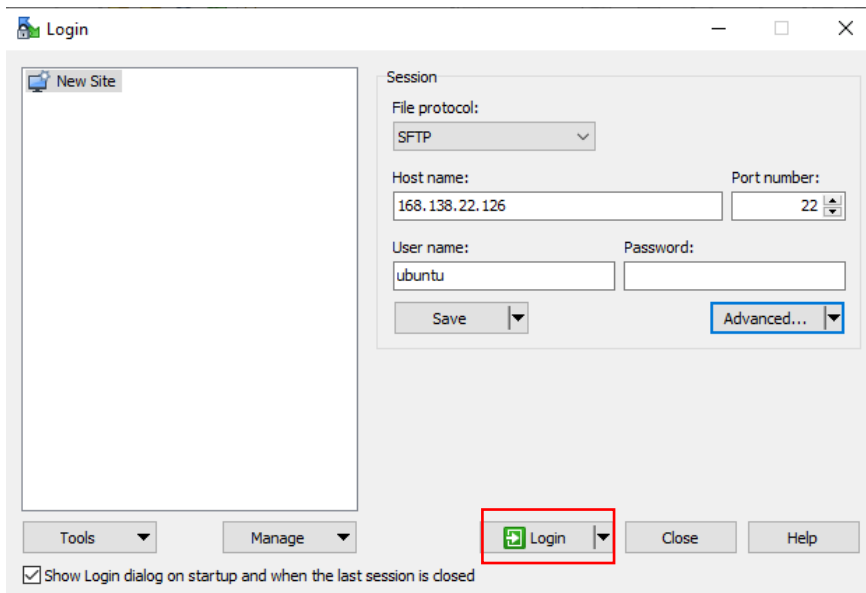 Login
New Site
Session
File protocol:
SFTP
Host name:
Port number:
168.138.22.126
22
User name:
Password:
ubuntu
Save
Advanced...
Tools
Manage
Login
Close
Help
Show Login dialog on startup and when the last session is closed